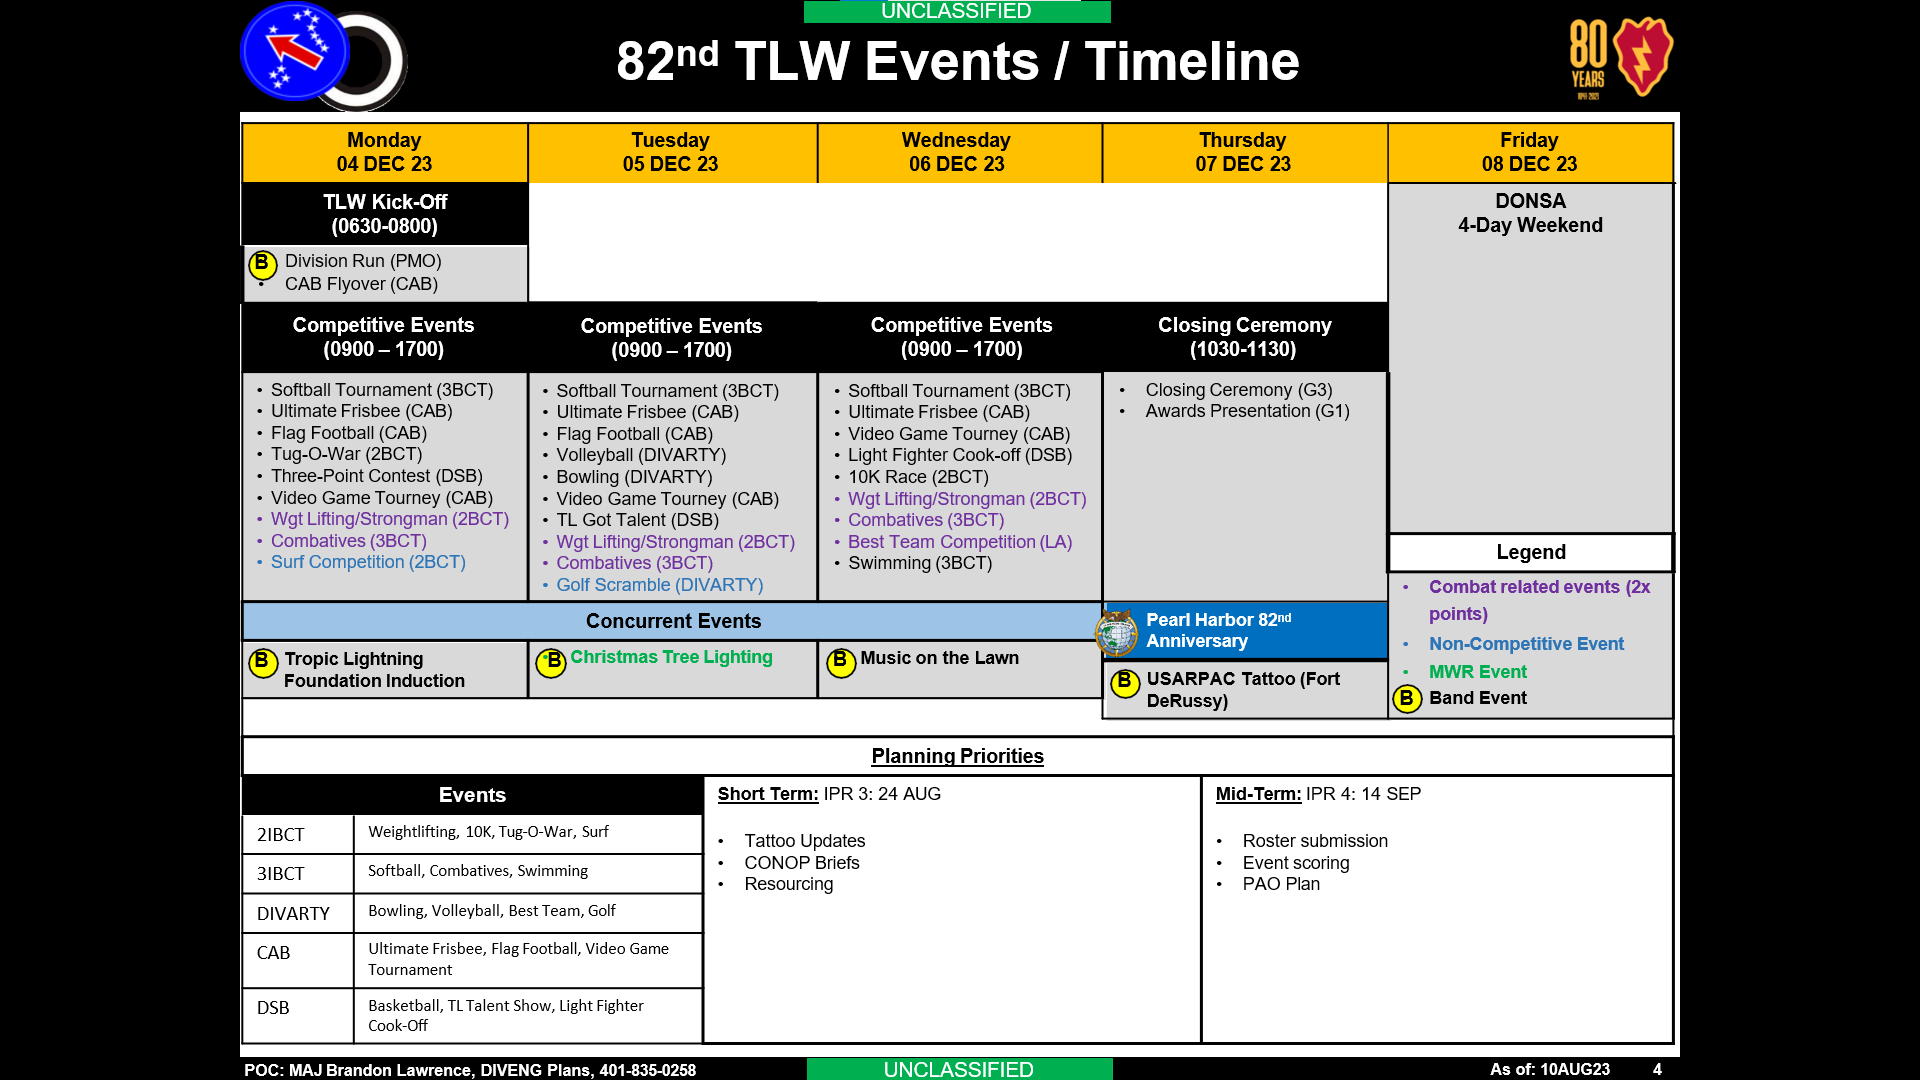 UNCLASSIFIED
82nd TLW Events / Timeline
80
YEARS
Monday
04 DEC 23
Tuesday
05 DEC 23
Wednesday
06 DEC 23
Thursday
07 DEC 23
Friday
08 DEC 23
TLW Kick-Off
(0630-0800)
B Division Run (PMO)
• CAB Flyover (CAB)
DONSA
4-Day Weekend
Competitive Events
(0900 – 1700)
• Softball Tournament (3BCT)
• Ultimate Frisbee (CAB)
• Flag Football (CAB)
• Tug-O-War (2BCT)
• Three-Point Contest (DSB)
• Video Game Tourney (CAB)
• Wgt Lifting/Strongman (2BCT)
• Combatives (3BCT)
• Surf Competition (2BCT)
Competitive Events
(0900 – 1700)
• Softball Tournament (3BCT)
• Ultimate Frisbee (CAB)
• Flag Football (CAB)
• Volleyball (DIVARTY)
• Bowling (DIVARTY)
• Video Game Tourney (CAB)
• TL Got Talent (DSB)
• Wgt Lifting/Strongman (2BCT)
• Combatives (3BCT)
• Golf Scramble (DIVARTY)
Competitive Events
(0900 – 1700)
• Softball Tournament (3BCT)
• Ultimate Frisbee (CAB)
• Video Game Tourney (CAB)
• Light Fighter Cook-off (DSB)
• 10K Race (2BCT)
• Wgt Lifting/Strongman (2BCT)
• Combatives (3BCT)
• Best Team Competition (LA)
• Swimming (3BCT)
Closing Ceremony
(1030-1130)
• Closing Ceremony (G3)
• Awards Presentation (G1)
Legend
• Combat related events (2x
points)
• Non-Competitive Event
• MWR Event
B Band Event
Concurrent Events
B Tropic Lightning
Foundation Induction
B Christmas Tree Lighting
B Music on the Lawn
Pearl Harbor 82nd
Anniversary
B USARPAC Tattoo (Fort
DeRussy)
Planning Priorities
Events
2IBCT Weightlifting, 10K, Tug-O-War, Surf
3IBCT Softball, Combatives, Swimming
DIVARTY Bowling, Volleyball, Best Team, Golf
CAB Ultimate Frisbee, Flag Football, Video Game
Tournament
DSB Basketball, TL Talent Show, Light Fighter
Cook-Off
Short Term: IPR 3: 24 AUG
• Tattoo Updates
• CONOP Briefs
• Resourcing
Mid-Term: IPR 4: 14 SEP
• Roster submission
• Event scoring
• PAO Plan
POC: MAJ Brandon Lawrence, DIVENG Plans, 401-835-0258
UNCLASSIFIED
As of: 10AUG23 4